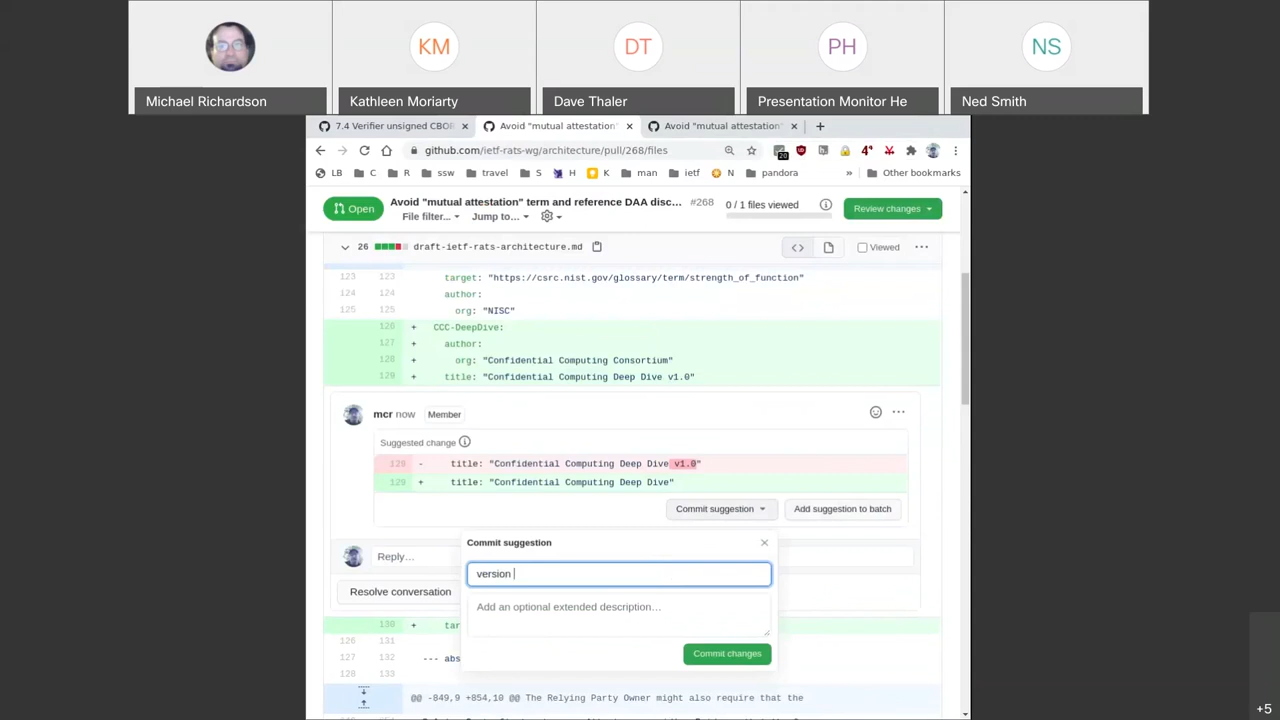 KM
DT
PH
NS
Michael Richardson
Kathleen Moriarty
Dave Thaler
Presentation Monitor He
Ned Smith
7.4 Verifier unsigned CBOR
Avoid "mutual attestation"
Avoid "mutual attestation"
github.com/ietf-rats-wg/architecture/pull/268/files
20
LB
C
R
ssw
travel
S
H
K
man
ietf
N
pandora
»
Other bookmarks
Open
Avoid "mutual attestation" term and reference DAA disc… #268
File filter…
Jump to…
0 / 1 files viewed
Review changes
26
draft-ietf-rats-architecture.md
Viewed
123 123 target: "https://csrc.nist.gov/glossary/term/strength_of_function"
124 124 author:
125 125 org: "NISC"
126 + CCC-DeepDive:
127 + author:
128 + org: "Confidential Computing Consortium"
129 + title: "Confidential Computing Deep Dive v1.0"
mcr now Member
Suggested change
129 - title: "Confidential Computing Deep Dive v1.0"
129 + title: "Confidential Computing Deep Dive"
Commit suggestion
Add suggestion to batch
Commit suggestion
Reply…
version
Resolve conversation
Add an optional extended description…
130 + tar
126 131
Commit changes
127 132 --- abs
128 133
@@ -849,9 +854,10 @@ The Relying Party Owner might also require that the
+5